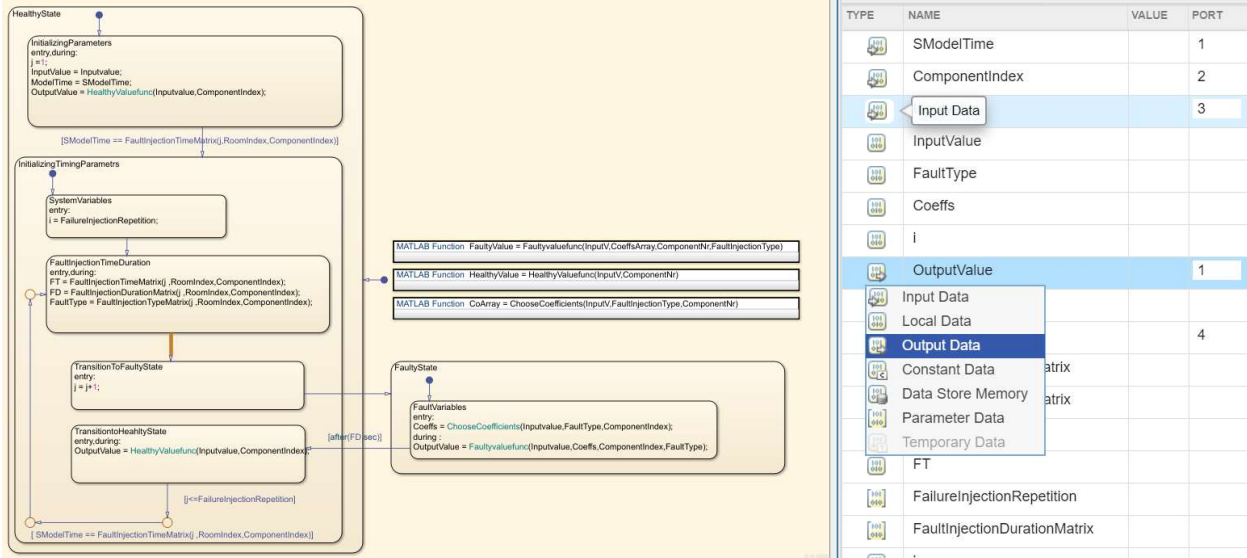 HealthyState
InitializingParameters
entry,during:
j =1;
InputValue = Inputvalue;
ModelTime = SModelTime;
OutputValue = HealthyValuefunc(Inputvalue,ComponentIndex);
[SModelTime == FaultInjectionTimeMatrix(j,RoomIndex,ComponentIndex)]
InitializingTimingParametrs
SystemVariables
entry:
i = FailureInjectionRepetition;
FaultInjectionTimeDuration
entry,during:
FT = FaultInjectionTimeMatrix(j ,RoomIndex,ComponentIndex);
FD = FaultInjectionDurationMatrix(j ,RoomIndex,ComponentIndex);
FaultType = FaultInjectionTypeMatrix(j ,RoomIndex,ComponentIndex);
TransitionToFaultyState
entry:
j = j+1;
TransitiontoHeahltyState
entry,during:
OutputValue = HealthyValuefunc(Inputvalue,ComponentIndex);
[j<=FailureInjectionRepetition]
[ SModelTime == FaultInjectionTimeMatrix(j ,RoomIndex,ComponentIndex)]
MATLAB Function FaultyValue = Faultyvaluefunc(InputV,CoeffsArray,ComponentNr,FaultInjectionType)
MATLAB Function HealthyValue = HealthyValuefunc(InputV,ComponentNr)
MATLAB Function CoArray = ChooseCoefficients(InputV,FaultInjectionType,ComponentNr)
FaultyState
FaultVariables
entry:
Coeffs = ChooseCoefficients(Inputvalue,FaultType,ComponentIndex);
during :
OutputValue = Faultyvaluefunc(Inputvalue,Coeffs,ComponentIndex,FaultType);
[after(FD,sec)]
TYPE NAME VALUE PORT
SModelTime 1
ComponentIndex 2
Input Data 3
InputValue
FaultType
Coeffs
i
OutputValue 1
Input Data
Local Data
Output Data 4
Constant Data atrix
Data Store Memory atrix
Parameter Data
Temporary Data
FT
FailureInjectionRepetition
FaultInjectionDurationMatrix